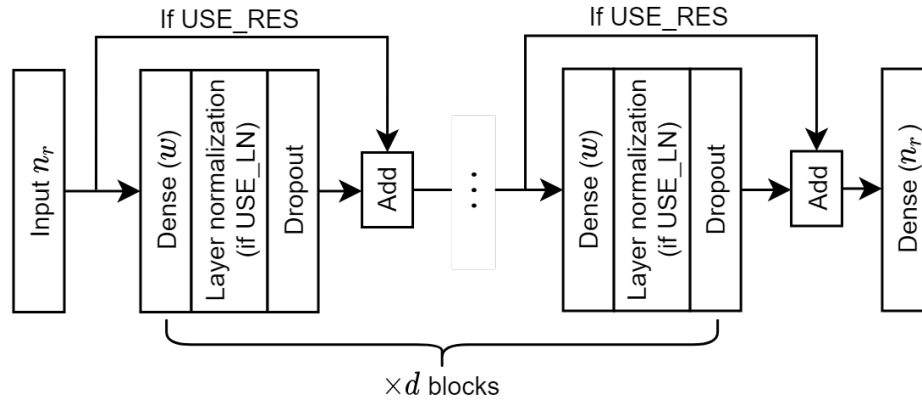 If USE_RES
If USE_RES
Input $n_r$
Dense ($w$)
Layer normalization
(if USE_LN)
Dropout
Add
...
Dense ($w$)
Layer normalization
(if USE_LN)
Dropout
Add
Dense ($n_r$)
×$d$ blocks